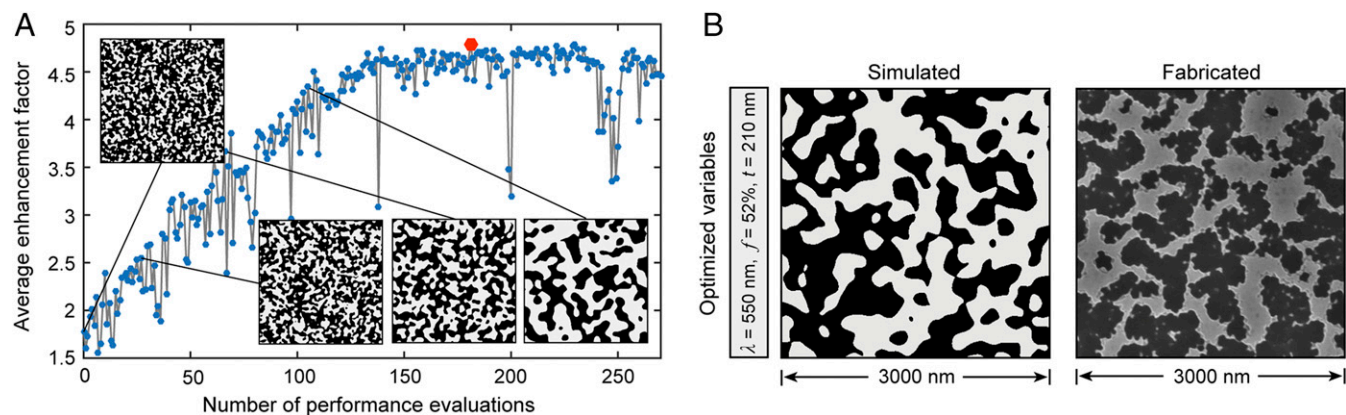 A
Average enhancement factor
5
4.5
4
3.5
3
2.5
2
1.5
0
50
100
150
200
250
Number of performance evaluations
B
Simulated
Fabricated
Optimized variables
λ = 550 nm, f = 52%, t = 210 nm
3000 nm
3000 nm